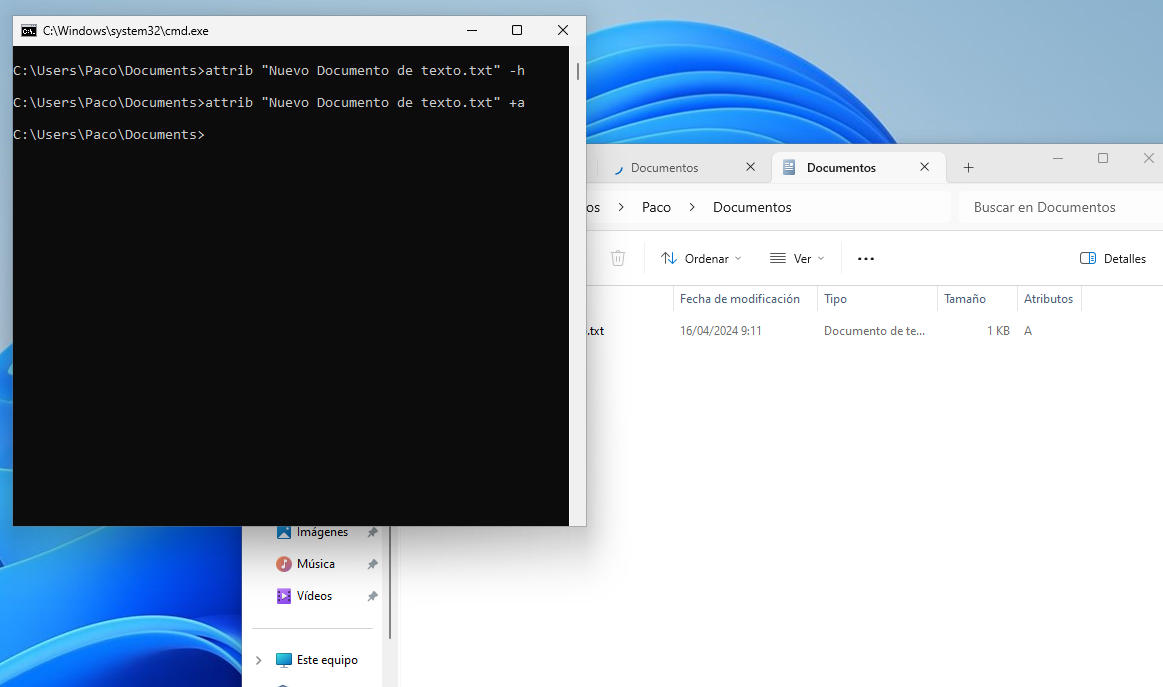 C:\Windows\system32\cmd.exe
C:\Users\Paco\Documents>attrib "Nuevo Documento de texto.txt" -h
C:\Users\Paco\Documents>attrib "Nuevo Documento de texto.txt" +a
C:\Users\Paco\Documents>
Documentos
Documentos
os > Paco > Documentos
Buscar en Documentos
Ordenar
Ver
Detalles
Fecha de modificación Tipo Tamaño Atributos
.txt 16/04/2024 9:11 Documento de te... 1 KB A
Imágenes
Música
Vídeos
Este equipo